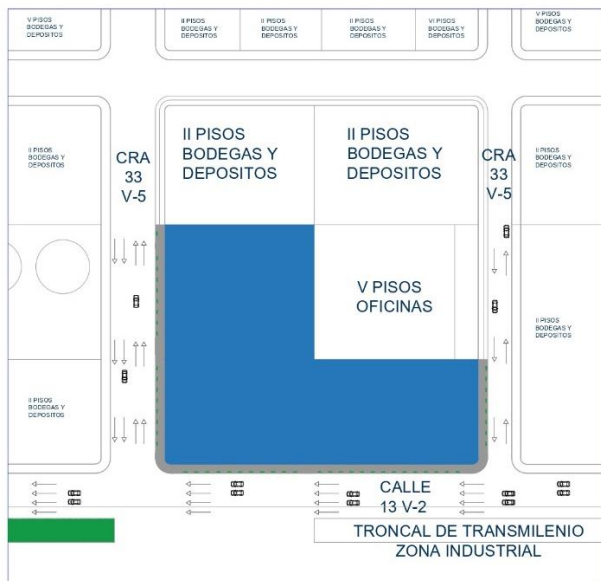 V PISOS
BODEGAS Y
DEPOSITOS
II PISOS
BODEGAS Y
DEPOSITOS
II PISOS
BODEGAS Y
DEPOSITOS
II PISOS
BODEGAS Y
DEPOSITOS
VI PISOS
BODEGAS Y
DEPOSITOS
V PISOS
BODEGAS Y
DEPOSITOS
II PISOS
BODEGAS Y
DEPOSITOS
CRA
33
V-5
II PISOS
BODEGAS Y
DEPOSITOS
II PISOS
BODEGAS Y
DEPOSITOS
CRA
33
V-5
II PISOS
BODEGAS Y
DEPOSITOS
V PISOS
OFICINAS
II PISOS
BODEGAS Y
DEPOSITOS
II PISOS
BODEGAS Y
DEPOSITOS
CALLE
13 V-2
TRONCAL DE TRANSMILENIO
ZONA INDUSTRIAL